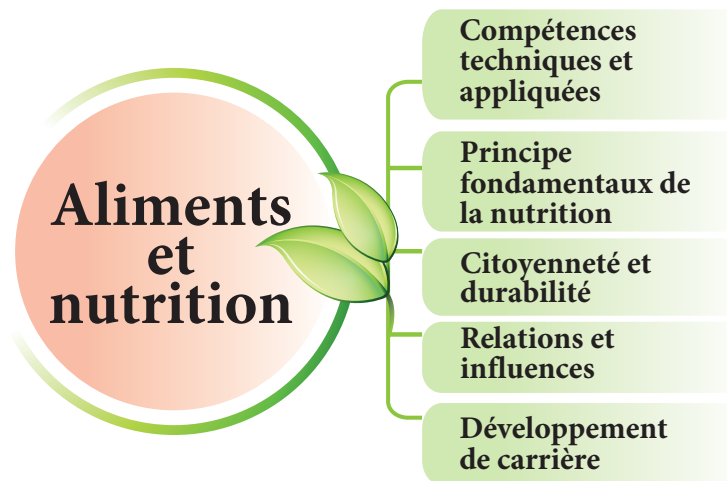 Aliments
et
nutrition
Compétences
techniques et
appliquées
Principe
fondamentaux de
la nutrition
Citoyenneté et
durabilité
Relations et
influences
Développement
de carrière